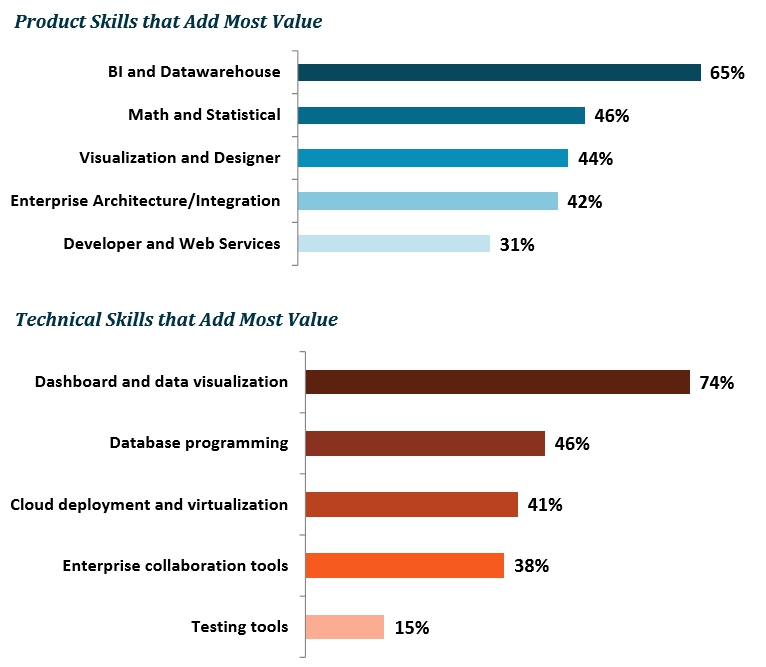 Product Skills that Add Most Value
BI and Datawarehouse 65%
Math and Statistical 46%
Visualization and Designer 44%
Enterprise Architecture/Integration 42%
Developer and Web Services 31%
Technical Skills that Add Most Value
Dashboard and data visualization 74%
Database programming 46%
Cloud deployment and virtualization 41%
Enterprise collaboration tools 38%
Testing tools 15%